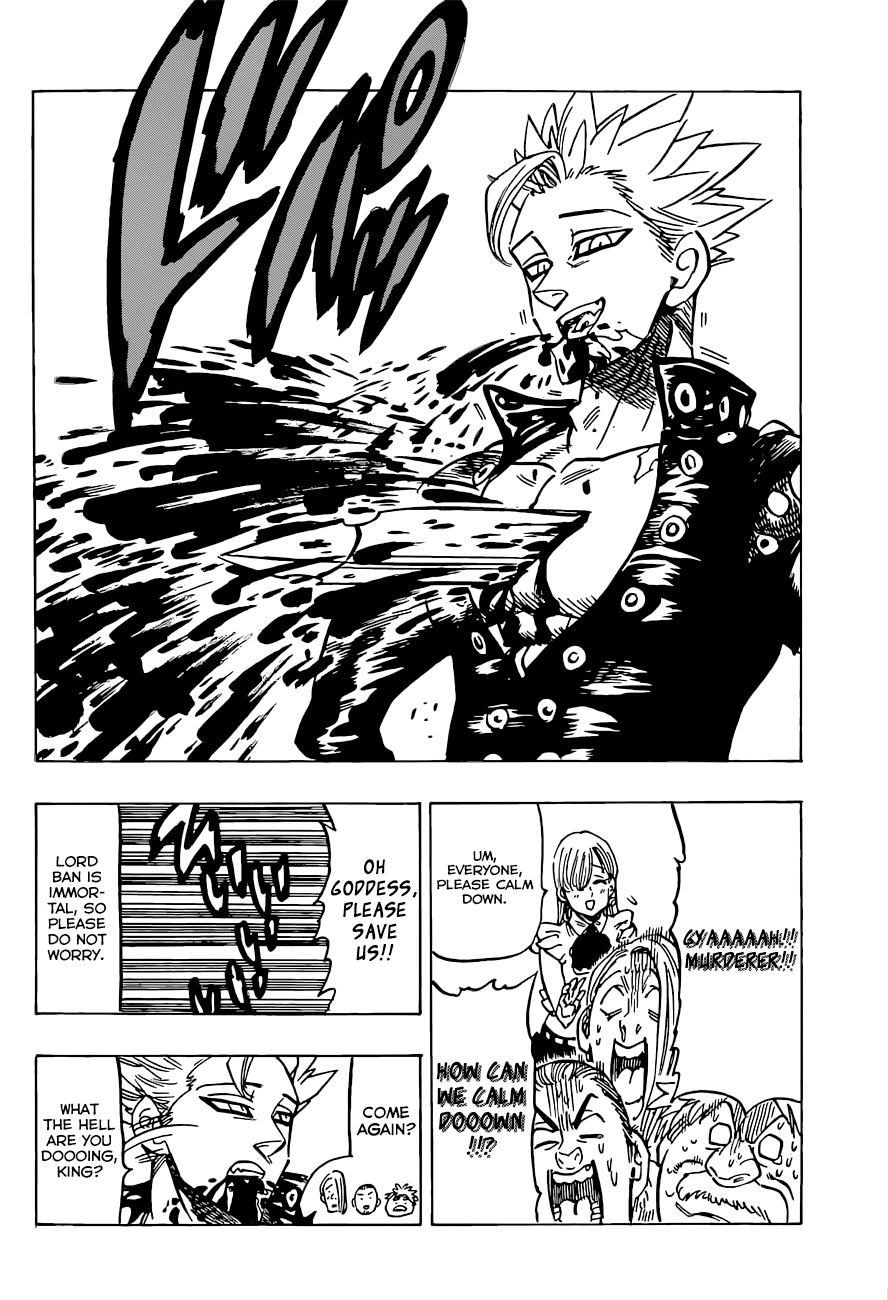 GYAAAAAH!!!
MURDERER!!!
UM,
EVERYONE,
PLEASE CALM
DOWN.
HOW CAN
WE CALM
DOOOWN
!!!?
OH
GODDESS,
PLEASE
SAVE
US!!
LORD
BAN IS
IMMOR-
TAL, SO
PLEASE
DO NOT
WORRY.
COME
AGAIN?
WHAT
THE HELL
ARE YOU
DOOOING,
KING?